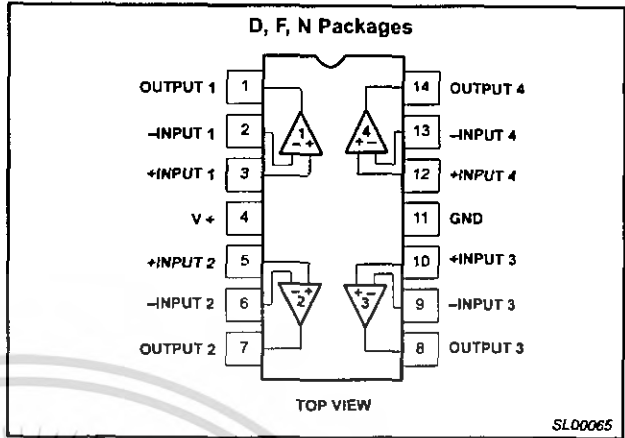 D, F, N Packages
OUTPUT 1 1 14 OUTPUT 4
–INPUT 1 2 13 –INPUT 4
1 4
– + + –
+INPUT 1 3 12 +INPUT 4
V + 4 11 GND
+INPUT 2 5 10 +INPUT 3
– + + –
–INPUT 2 6 9 –INPUT 3
2 3
OUTPUT 2 7 8 OUTPUT 3
TOP VIEW
SL00065